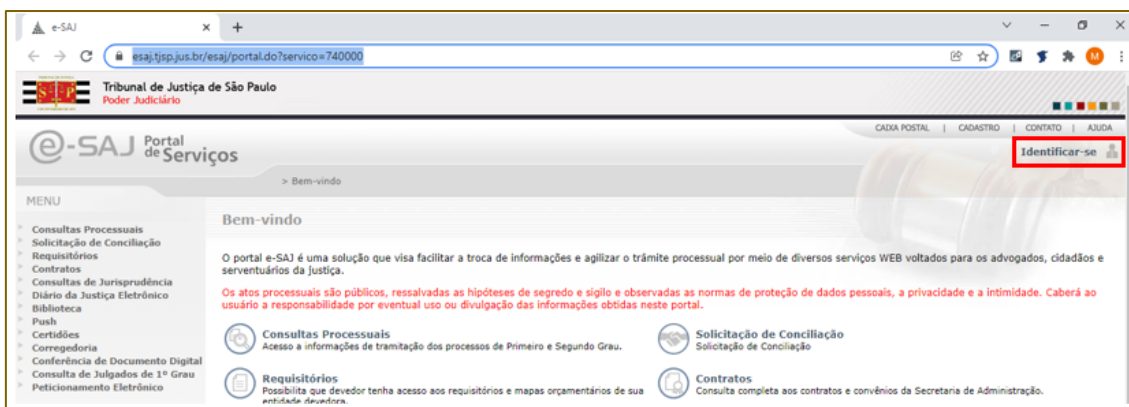 e-SAJ
esaj.tjsp.jus.br/esaj/portal.do?servico=740000
M
Tribunal de Justiça de São Paulo
Poder Judiciário
CAIXA POSTAL | CADASTRO | CONTATO | AJUDA
e-SAJ Portal de Serviços
Identificar-se
> Bem-vindo
MENU
Consultas Processuais
Solicitação de Conciliação
Requisitórios
Contratos
Consultas de Jurisprudência
Diário da Justiça Eletrônico
Biblioteca
Push
Certidões
Corregedoria
Conferência de Documento Digital
Consulta de Julgados de 1º Grau
Peticionamento Eletrônico
Bem-vindo
O portal e-SAJ é uma solução que visa facilitar a troca de informações e agilizar o trâmite processual por meio de diversos serviços WEB voltados para os advogados, cidadãos e
serventuários da justiça.
Os atos processuais são públicos, ressalvadas as hipóteses de segredo e sigilo e observadas as normas de proteção de dados pessoais, a privacidade e a intimidade. Caberá ao
usuário a responsabilidade por eventual uso ou divulgação das informações obtidas neste portal.
Consultas Processuais
Acesso a informações de tramitação dos processos de Primeiro e Segundo Grau.
Solicitação de Conciliação
Solicitação de Conciliação
Requisitórios
Possibilita que devedor tenha acesso aos requisitórios e mapas orçamentários de sua
entidade devedora.
Contratos
Consulta completa aos contratos e convênios da Secretaria de Administração.